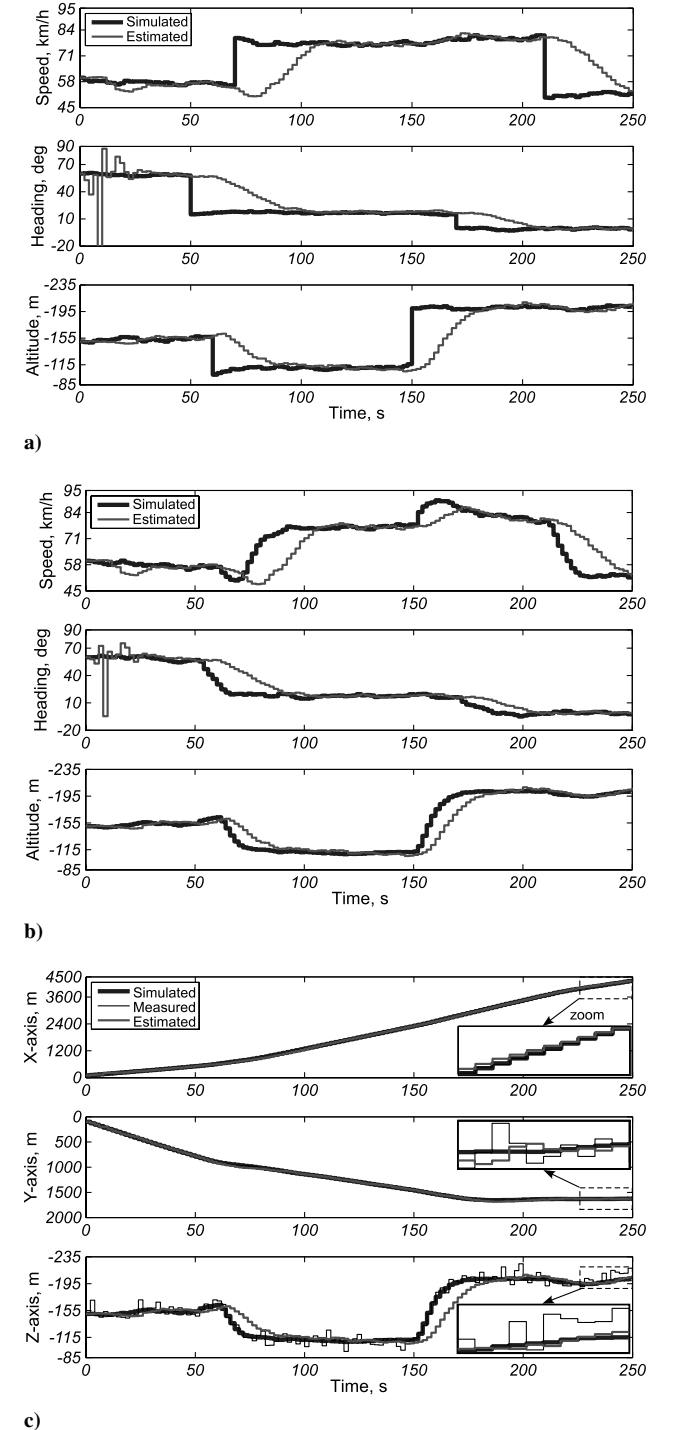 95
84
71
58
45
Speed, km/h
Simulated
Estimated
0 50 100 150 200 250
90
70
40
10
-20
Heading, deg
0 50 100 150 200 250
-235
-195
-155
-115
-85
Altitude, m
0 50 100 150 200 250
Time, s
a)
95
84
71
58
45
Speed, km/h
Simulated
Estimated
0 50 100 150 200 250
90
70
40
10
-20
Heading, deg
0 50 100 150 200 250
-235
-195
-155
-115
-85
Altitude, m
0 50 100 150 200 250
Time, s
b)
4500
3600
2400
1200
0
X-axis, m
Simulated
Measured
Estimated
zoom
0 50 100 150 200 250
0
500
1000
1500
2000
Y-axis, m
0 50 100 150 200 250
-235
-195
-155
-115
-85
Z-axis, m
0 50 100 150 200 250
Time, s
c)